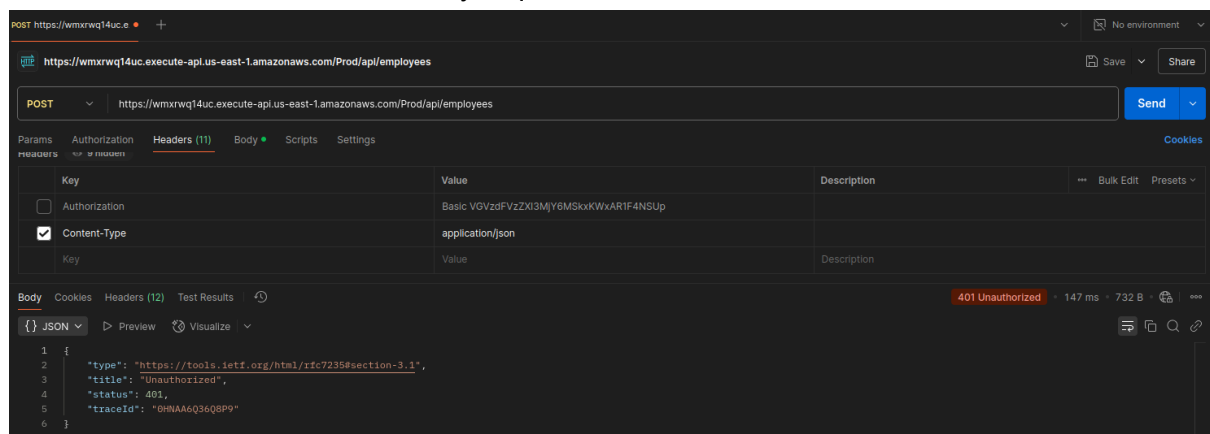 POST https://wmxrwq14uc.e
No environment
HTTP https://wmxrwq14uc.execute-api.us-east-1.amazonaws.com/Prod/api/employees
Save
Share
POST
https://wmxrwq14uc.execute-api.us-east-1.amazonaws.com/Prod/api/employees
Send
Params Authorization Headers (11) Body Scripts Settings Cookies
Headers 9 hidden
Key Value Description Bulk Edit Presets
Authorization
Content-Type application/json
Key Value Description
Body Cookies Headers (12) Test Results 401 Unauthorized 147 ms 732 B
{} JSON Preview Visualize
1 {
2 "type": "https://tools.ietf.org/html/rfc7235#section-3.1",
3 "title": "Unauthorized",
4 "status": 401,
5 "traceId": "0HNAA6Q36Q8P9"
6 }